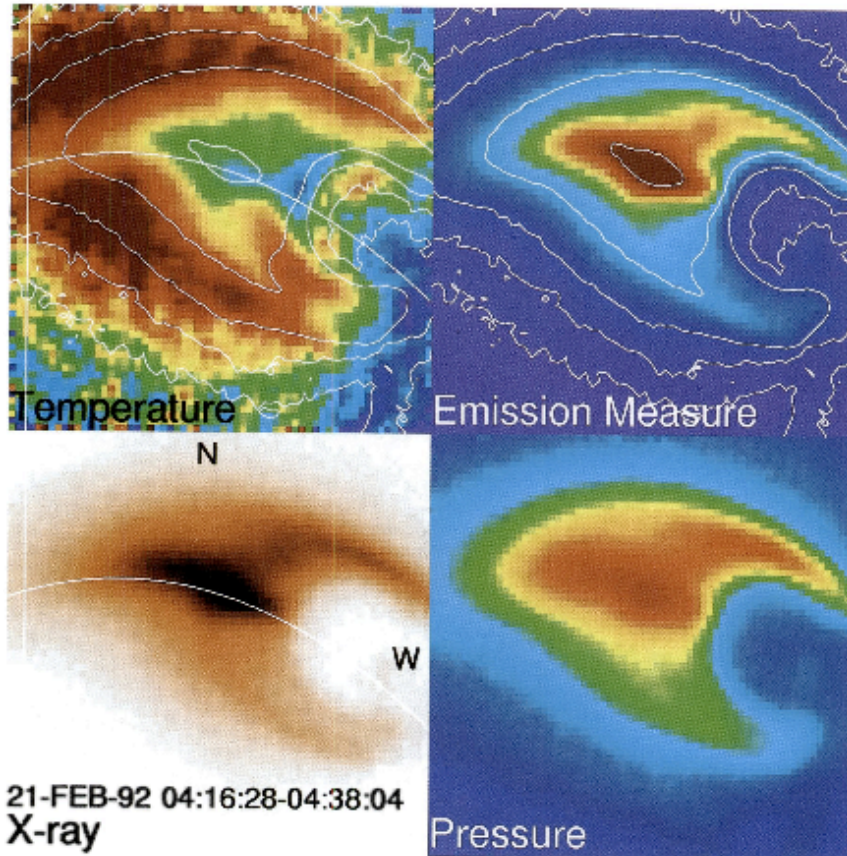 Temperature
Emission Measure
N
W
21-FEB-92 04:16:28-04:38:04
X-ray
Pressure